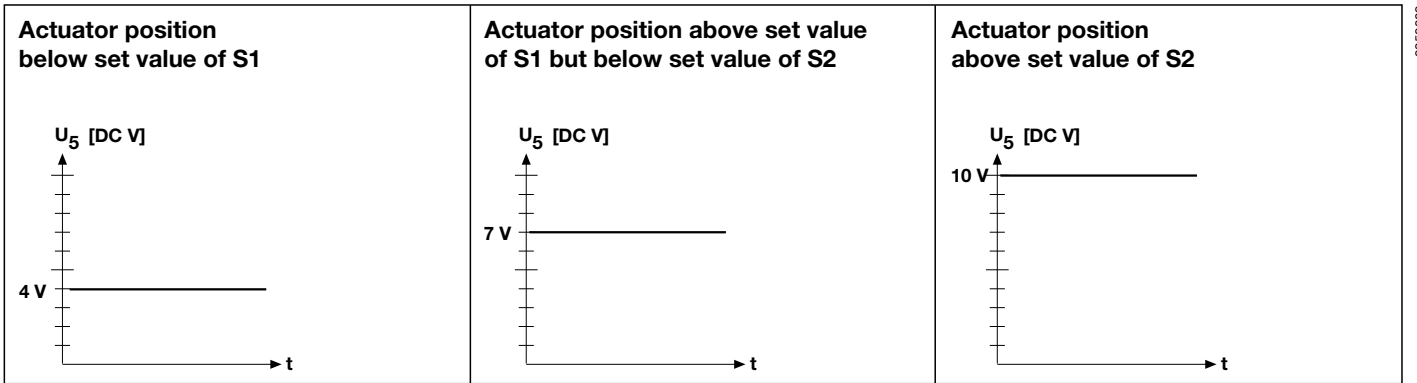 Actuator position
below set value of S1
U5 [DC V]
4 V
t
Actuator position above set value
of S1 but below set value of S2
U5 [DC V]
7 V
t
Actuator position
above set value of S2
U5 [DC V]
10 V
t